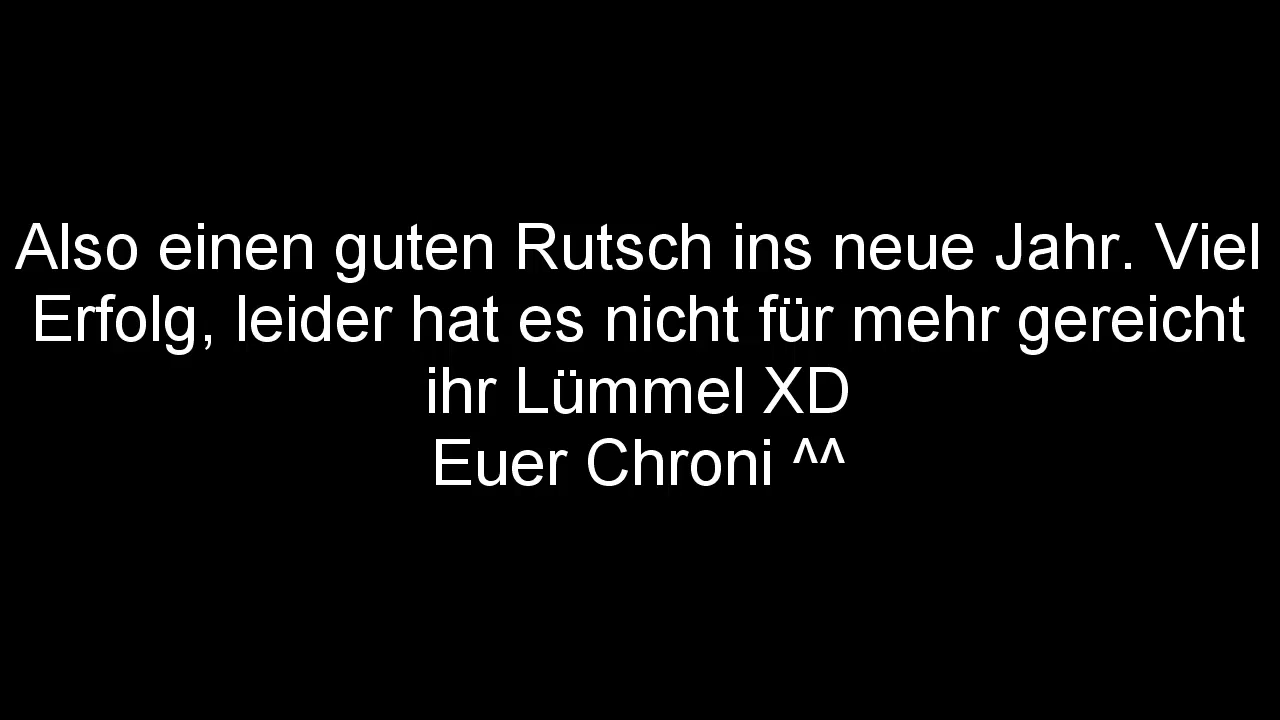 Also einen guten Rutsch ins neue Jahr. Viel
Erfolg, leider hat es nicht für mehr gereicht
ihr Lümmel XD
Euer Chroni ^^